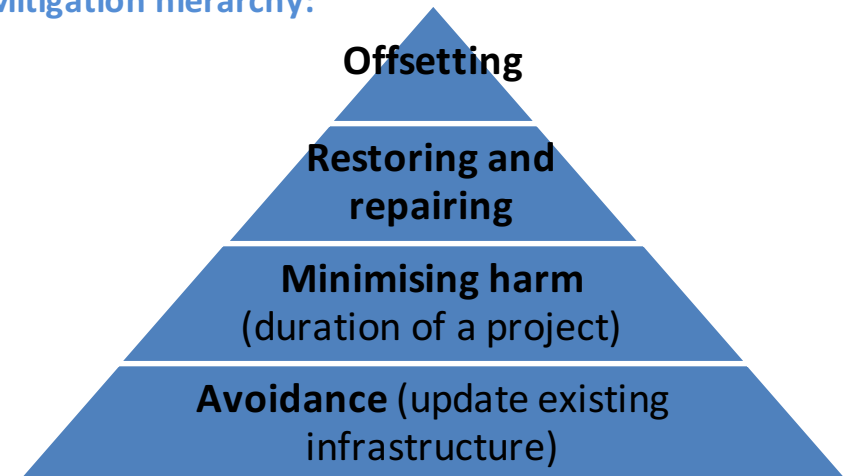 Mitigation hierarchy:
Offsetting
Restoring and
repairing
Minimising harm
(duration of a project)
Avoidance (update existing
infrastructure)